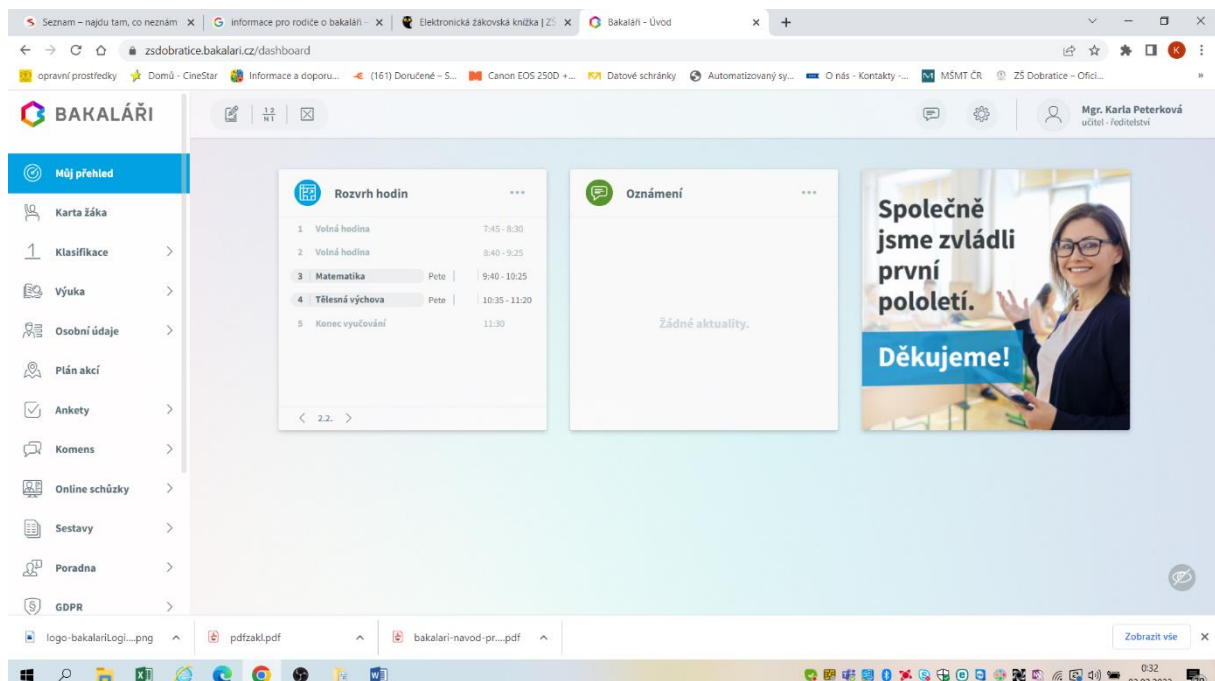 Seznam – najdu tam, co neznám
informace pro rodiče o bakaláři –
Elektronická žákovská knížka | ZŠ
Bakaláři - Úvod
zsdobratice.bakalari.cz/dashboard
K
opravní prostředky
Domů - CineStar
Informace a doporu...
(161) Doručené – S...
Canon EOS 250D +...
Datové schránky
Automatizovaný sy...
O nás - Kontakty -...
MŠMT ČR
ZŠ Dobratice – Ofici...
»
BAKALÁŘI
Mgr. Karla Peterková
učitel - ředitelství
Můj přehled
Karta žáka
Klasifikace
Výuka
Osobní údaje
Plán akcí
Ankety
Komens
Online schůzky
Sestavy
Poradna
GDPR
Rozvrh hodin
1 Volná hodina 7:45 - 8:30
2 Volná hodina 8:40 - 9:25
3 Matematika Pete 9:40 - 10:25
4 Tělesná výchova Pete 10:35 - 11:20
5 Konec vyučování 11:30
< 2.2. >
Oznámení
Žádné aktuality.
Společně
jsme zvládli
první
pololetí.
Děkujeme!
logo-bakalariLogi....png
pdfzakl.pdf
bakalari-navod-pr....pdf
Zobrazit vše
0:32